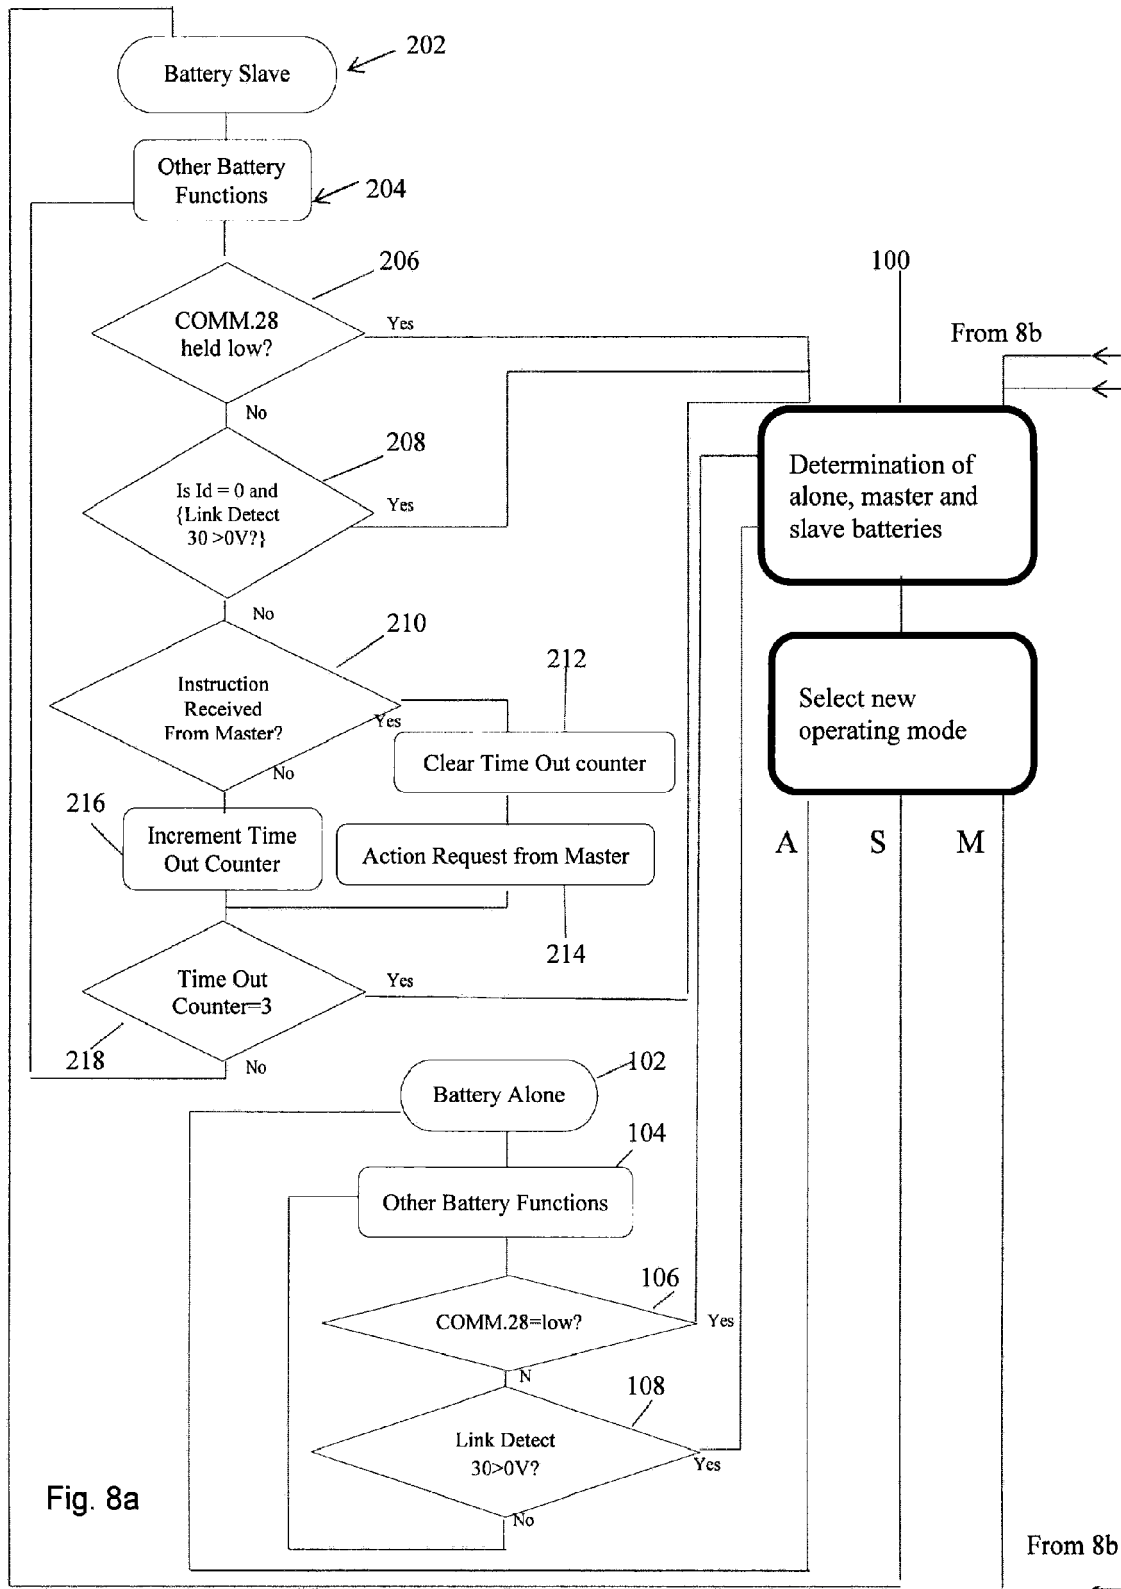 Battery Slave
202
Other Battery
Functions
204
206
COMM.28
held low?
Yes
No
100
From 8b
208
Is Id = 0 and
{Link Detect
30 >0V?}
Yes
No
Determination of
alone, master and
slave batteries
210
Instruction
Received
From Master?
Yes
No
212
Clear Time Out counter
Select new
operating mode
216
Increment Time
Out Counter
Action Request from Master
214
A
S
M
Time Out
Counter=3
Yes
218
No
Battery Alone
102
104
Other Battery Functions
106
COMM.28=low?
Yes
N
108
Link Detect
30>0V?
Yes
No
Fig. 8a
From 8b